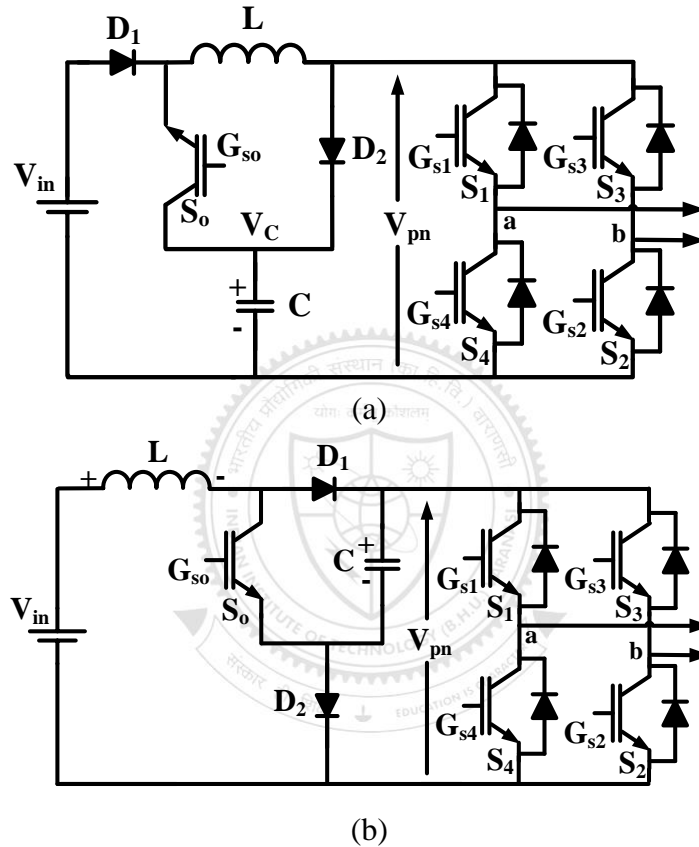 D₁
L
Gₛₒ
D₂
Gₛ₁
Gₛ₃
Vᵢₙ
Sₒ
S₁
S₃
V_C
Vₚₙ
a
b
+
C
-
Gₛ₄
Gₛ₂
S₄
S₂
(a)
L
D₁
+
-
Gₛₒ
C
+
-
Gₛ₁
Gₛ₃
Vᵢₙ
Sₒ
S₁
S₃
Vₚₙ
a
b
D₂
Gₛ₄
Gₛ₂
S₄
S₂
(b)